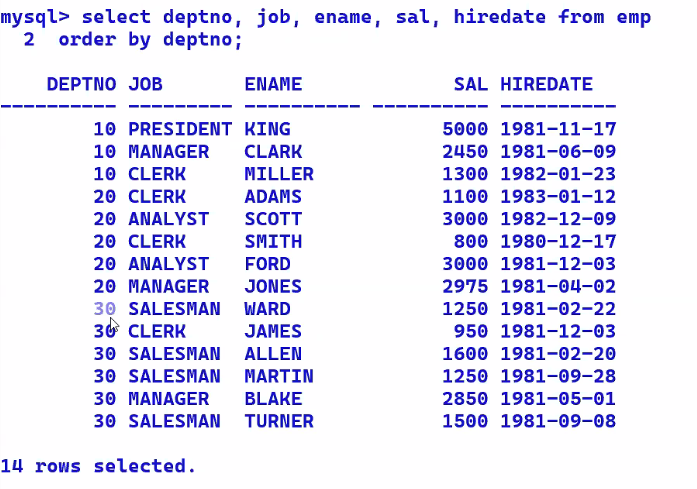 mysql> select deptno, job, ename, sal, hiredate from emp
  2  order by deptno;

    DEPTNO JOB       ENAME             SAL HIREDATE
---------- --------- ---------- ---------- ----------
        10 PRESIDENT KING             5000 1981-11-17
        10 MANAGER   CLARK            2450 1981-06-09
        10 CLERK     MILLER           1300 1982-01-23
        20 CLERK     ADAMS            1100 1983-01-12
        20 ANALYST   SCOTT            3000 1982-12-09
        20 CLERK     SMITH             800 1980-12-17
        20 ANALYST   FORD             3000 1981-12-03
        20 MANAGER   JONES            2975 1981-04-02
        30 SALESMAN  WARD             1250 1981-02-22
        30 CLERK     JAMES             950 1981-12-03
        30 SALESMAN  ALLEN            1600 1981-02-20
        30 SALESMAN  MARTIN           1250 1981-09-28
        30 MANAGER   BLAKE            2850 1981-05-01
        30 SALESMAN  TURNER           1500 1981-09-08

14 rows selected.